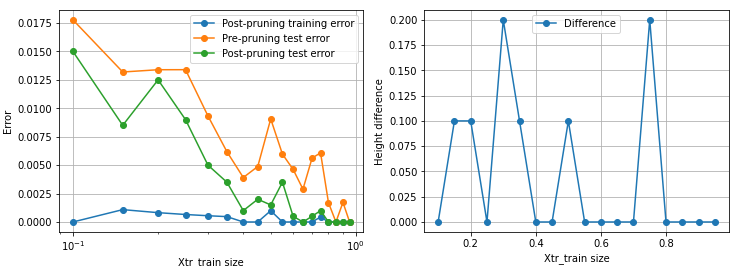 Post-pruning training error
Pre-pruning test error
Post-pruning test error
0.0175
0.0150
0.0125
0.0100
0.0075
0.0050
0.0025
0.0000
Error
10⁻¹
10⁰
Xtr_train size
Difference
0.200
0.175
0.150
0.125
0.100
0.075
0.050
0.025
0.000
Height difference
0.2 0.4 0.6 0.8
Xtr_train size